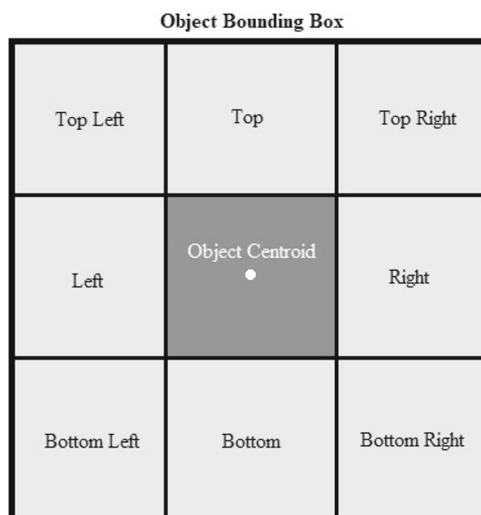 Object Bounding Box
Top Left
Top
Top Right
Object Centroid
Left
Right
Bottom Left
Bottom
Bottom Right